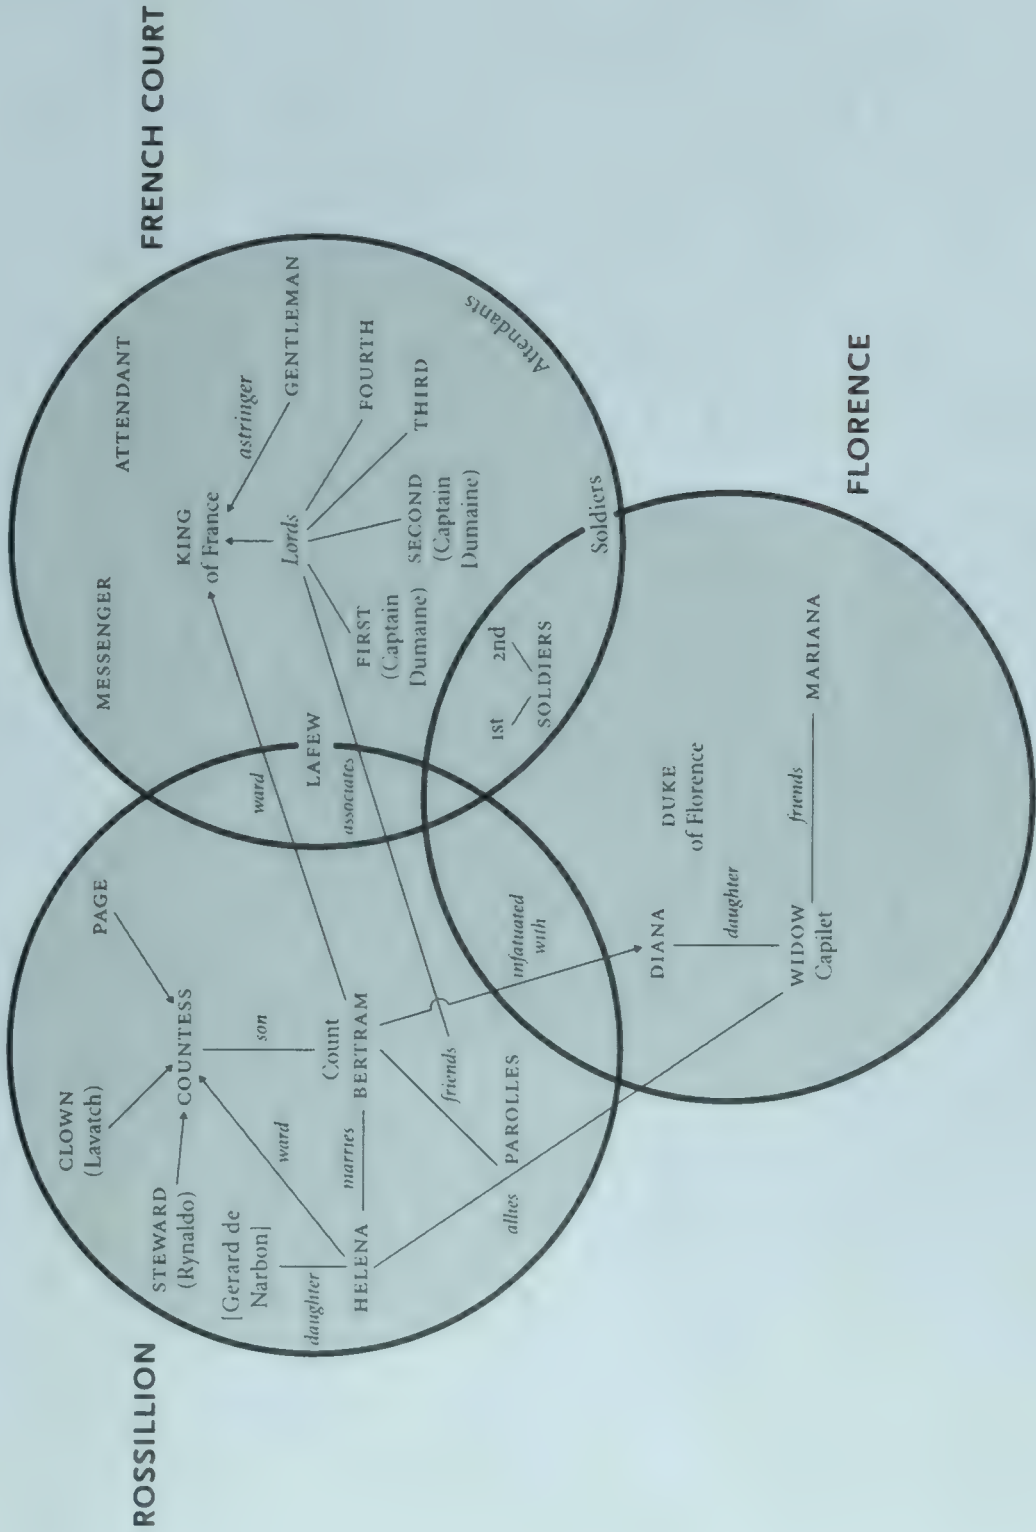 ROSSILLION
FRENCH COURT
CLOWN
(Lavatch)
PAGE
STEWARD
(Rynaldo)
COUNTESS
[Gerard de
Narbon]
ward
son
daughter
HELENA
marries
Count
BERTRAM
friends
allies
PAROLLES
infatuated
with
ward
LAFEW
associates
MESSENGER
ATTENDANT
KING
of France
astringer
GENTLEMAN
Lords
FIRST
(Captain
Dumaine)
SECOND
(Captain
Dumaine)
THIRD
FOURTH
Attendants
1st
2nd
SOLDIERS
Soldiers
FLORENCE
DIANA
DUKE
of Florence
daughter
WIDOW
Capilet
friends
MARIANA